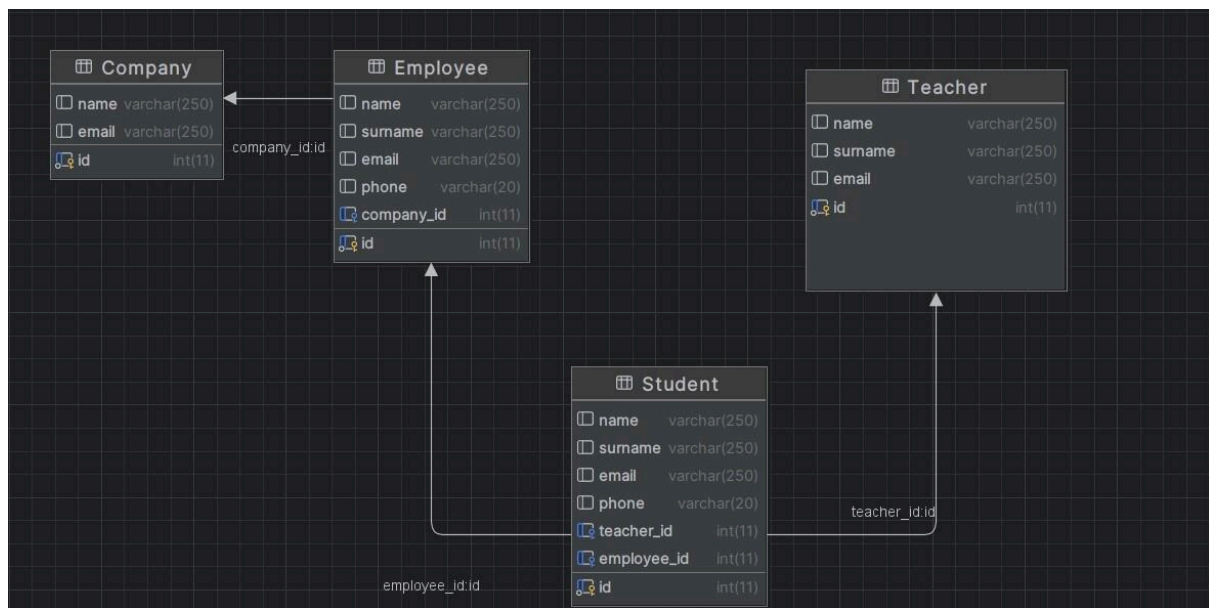 Company
name varchar(250)
email varchar(250)
id int(11)
company_id:id
Employee
name varchar(250)
surname varchar(250)
email varchar(250)
phone varchar(20)
company_id int(11)
id int(11)
Teacher
name varchar(250)
surname varchar(250)
email varchar(250)
id int(11)
Student
name varchar(250)
surname varchar(250)
email varchar(250)
phone varchar(20)
teacher_id int(11)
employee_id int(11)
id int(11)
teacher_id:id
employee_id:id